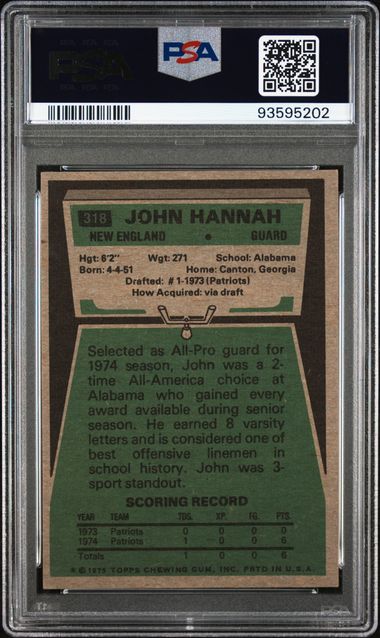 PSA
PSA
93595202
318 JOHN HANNAH
NEW ENGLAND • GUARD
Hgt: 6'2" Wgt: 271 School: Alabama
Born: 4-4-51 Home: Canton, Georgia
Drafted: #1-1973 (Patriots)
How Acquired: via draft
Selected as All-Pro guard for
1974 season, John was a 2-
time All-America choice at
Alabama who gained every
award available during senior
season. He earned 8 varsity
letters and is considered one of
best offensive linemen in
school history. John was 3-
sport standout.
SCORING RECORD
YEAR TEAM TDS. XP. FG. PTS.
1973 Patriots 0 0 0 0
1974 Patriots 1 0 0 6
Totals 1 0 0 6
© 1975 TOPPS CHEWING GUM, INC. PRTD IN U.S.A.